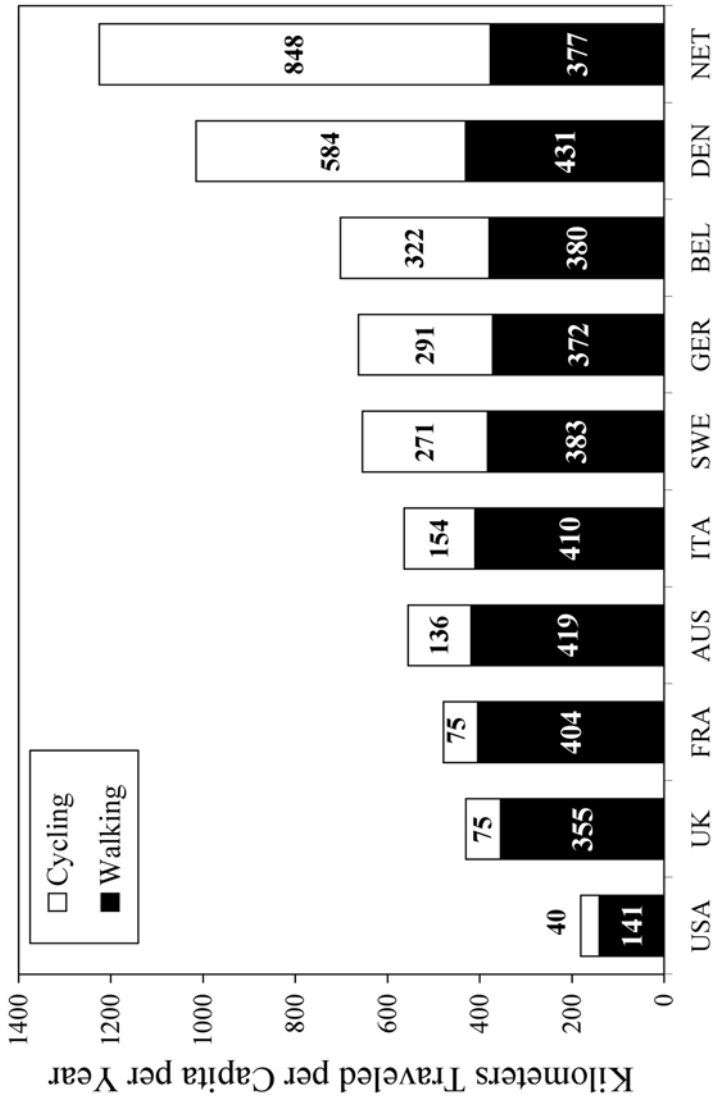 Kilometers Traveled per Capita per Year
1400
1200
1000
800
600
400
200
0
Cycling
Walking
40
141
75
355
75
404
136
419
154
410
271
383
291
372
322
380
584
431
848
377
USA
UK
FRA
AUS
ITA
SWE
GER
BEL
DEN
NET